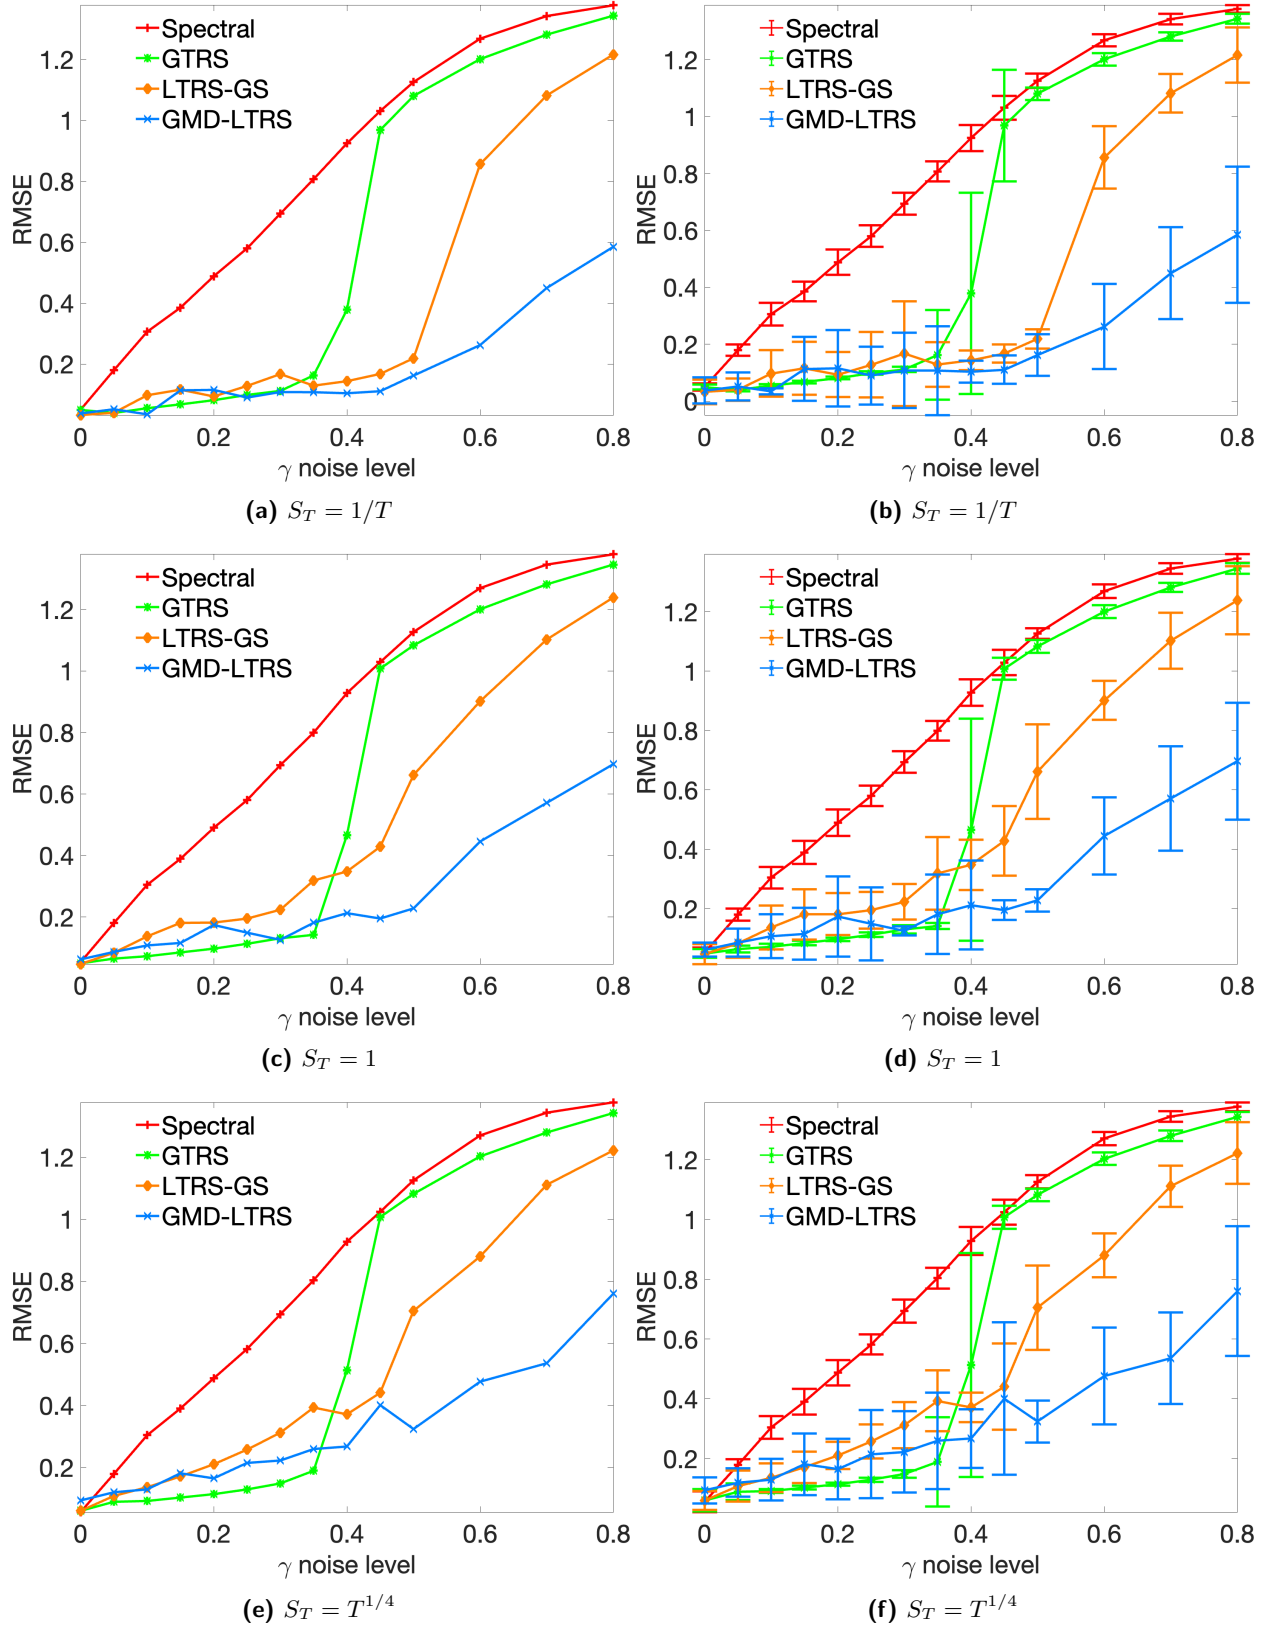 Spectral
GTRS
LTRS-GS
GMD-LTRS
1.2
1
0.8
0.6
0.4
0.2
RMSE
0 0.2 0.4 0.6 0.8
γ noise level
(a) S_T = 1/T
Spectral
GTRS
LTRS-GS
GMD-LTRS
1.2
1
0.8
0.6
0.4
0.2
0
RMSE
0 0.2 0.4 0.6 0.8
γ noise level
(b) S_T = 1/T
Spectral
GTRS
LTRS-GS
GMD-LTRS
1.2
1
0.8
0.6
0.4
0.2
RMSE
0 0.2 0.4 0.6 0.8
γ noise level
(c) S_T = 1
Spectral
GTRS
LTRS-GS
GMD-LTRS
1.2
1
0.8
0.6
0.4
0.2
RMSE
0 0.2 0.4 0.6 0.8
γ noise level
(d) S_T = 1
Spectral
GTRS
LTRS-GS
GMD-LTRS
1.2
1
0.8
0.6
0.4
0.2
RMSE
0 0.2 0.4 0.6 0.8
γ noise level
(e) S_T = T^{1/4}
Spectral
GTRS
LTRS-GS
GMD-LTRS
1.2
1
0.8
0.6
0.4
0.2
RMSE
0 0.2 0.4 0.6 0.8
γ noise level
(f) S_T = T^{1/4}